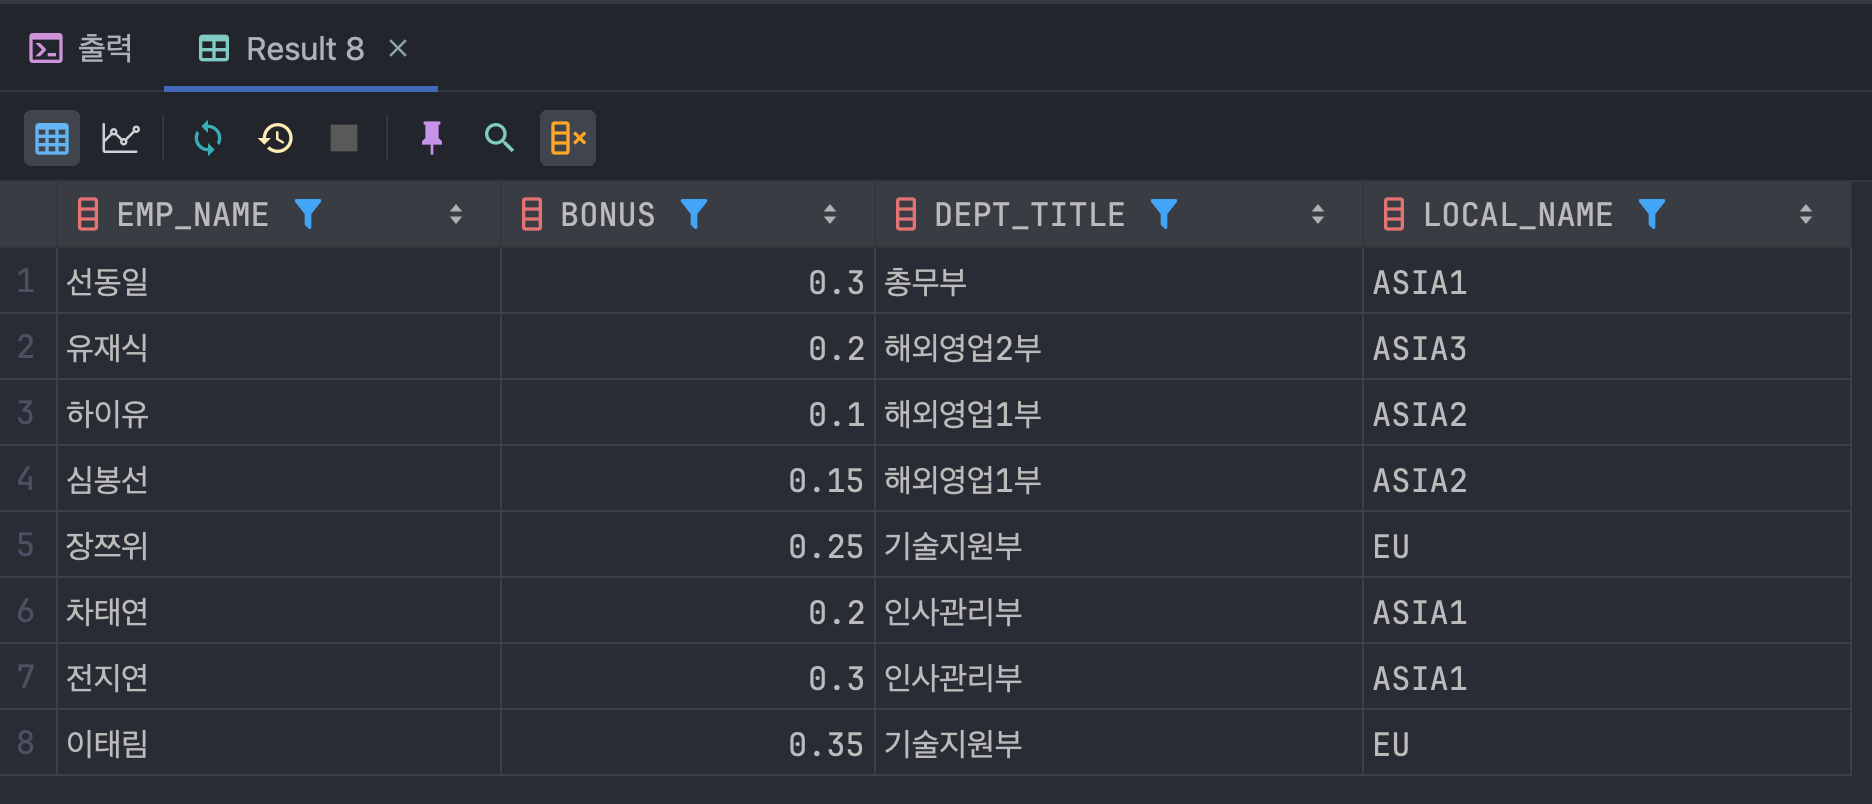 출력 Result 8
EMP_NAME BONUS DEPT_TITLE LOCAL_NAME
1 선동일 0.3 총무부 ASIA1
2 유재식 0.2 해외영업2부 ASIA3
3 하이유 0.1 해외영업1부 ASIA2
4 심봉선 0.15 해외영업1부 ASIA2
5 장쯔위 0.25 기술지원부 EU
6 차태연 0.2 인사관리부 ASIA1
7 전지연 0.3 인사관리부 ASIA1
8 이태림 0.35 기술지원부 EU